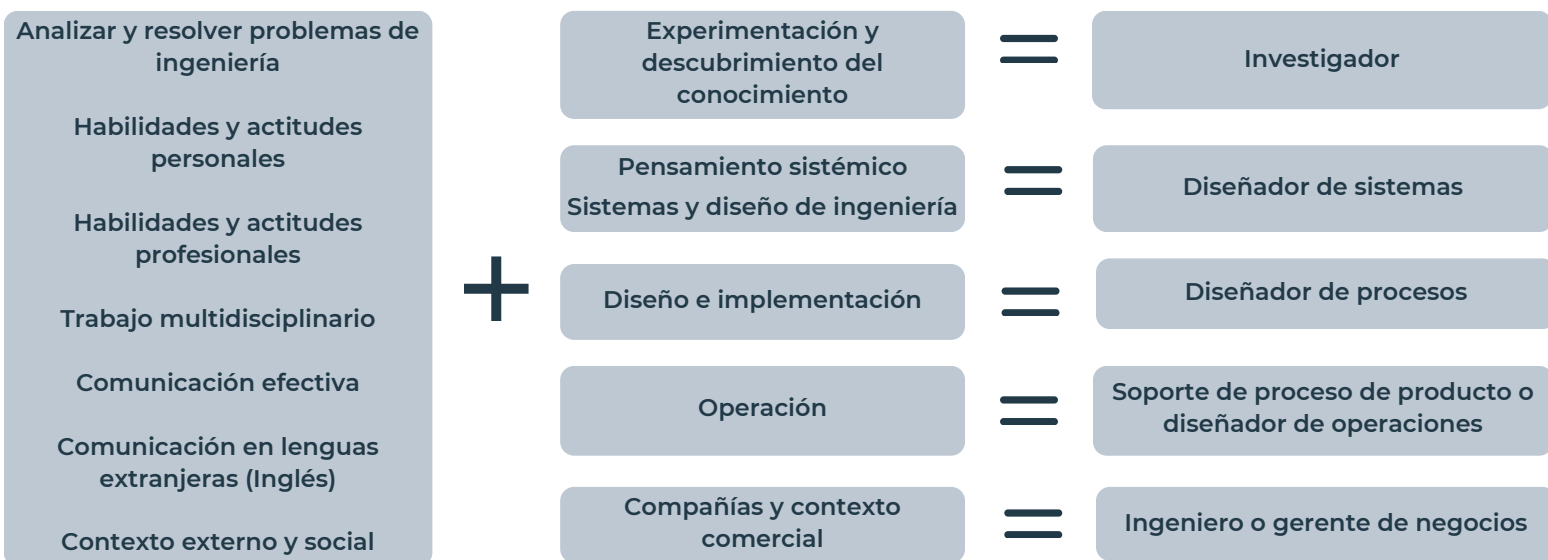 Analizar y resolver problemas de
ingeniería
Habilidades y actitudes
personales
Habilidades y actitudes
profesionales
Trabajo multidisciplinario
Comunicación efectiva
Comunicación en lenguas
extranjeras (Inglés)
Contexto externo y social
+
Experimentación y
descubrimiento del
conocimiento
=
Investigador
Pensamiento sistémico
Sistemas y diseño de ingeniería
=
Diseñador de sistemas
Diseño e implementación
=
Diseñador de procesos
Operación
=
Soporte de proceso de producto o
diseñador de operaciones
Compañías y contexto
comercial
=
Ingeniero o gerente de negocios